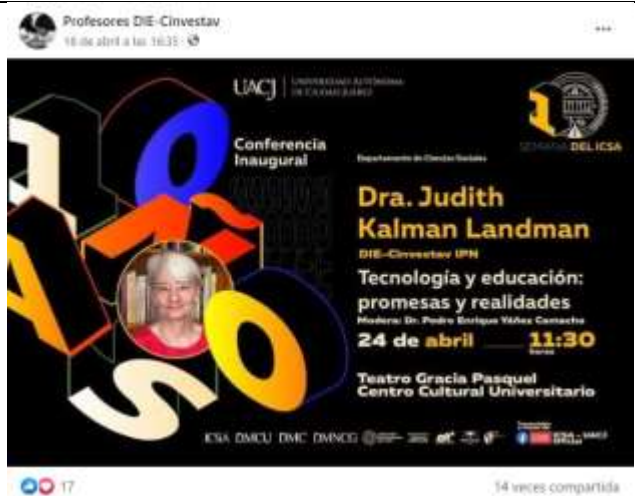 Profesores DIE-Cinvestav
18 de abril a las 16:35
UACJ UNIVERSIDAD AUTÓNOMA
DE CIUDAD JUÁREZ
SEMANA DEL ICSA
Conferencia
Inaugural
Departamento de Ciencias Sociales
Dra. Judith
Kalman Landman
DIE-Cinvestav IPN
Tecnología y educación:
promesas y realidades
Modera: Dr. Pedro Enrique Yáñez Camacho
24 de abril 11:30
horas
Teatro Gracia Pasquel
Centro Cultural Universitario
10 AÑOS
ICSA DMCU DMC DMNCG
17
14 veces compartida